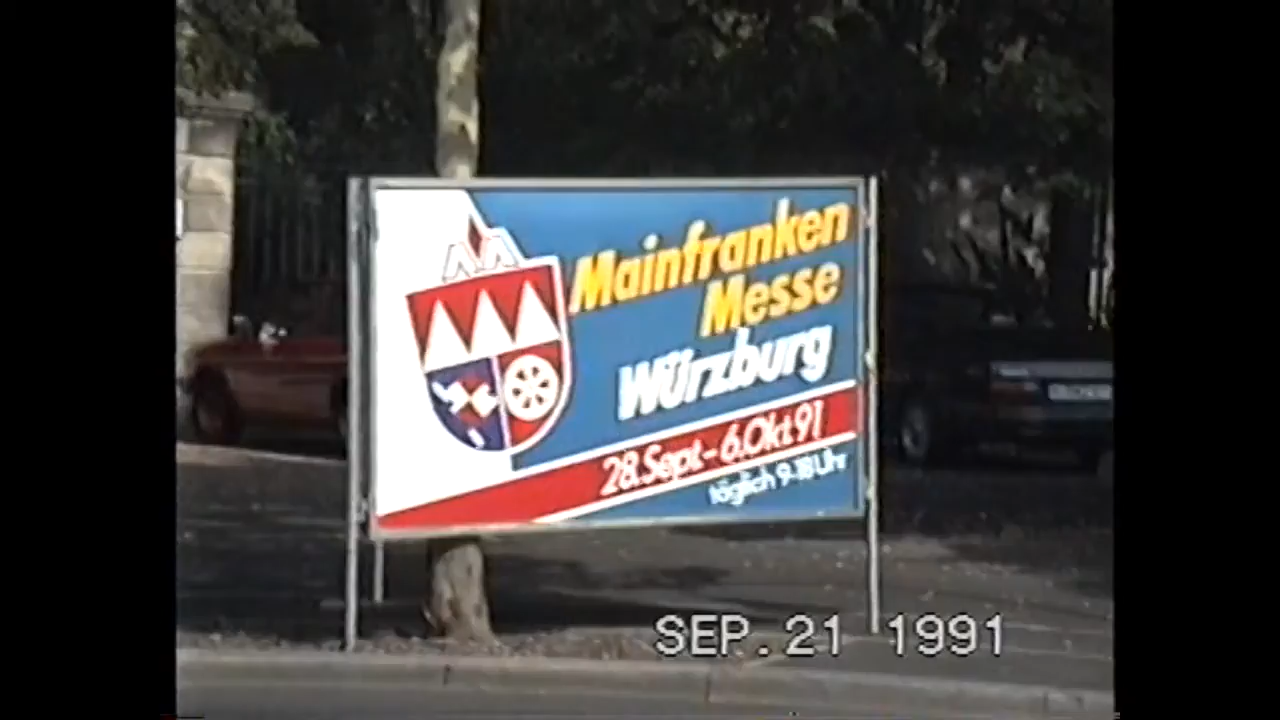 Mainfranken
Messe
Würzburg
28.Sept.-6.Okt.91
täglich 9-18 Uhr
SEP. 21 1991